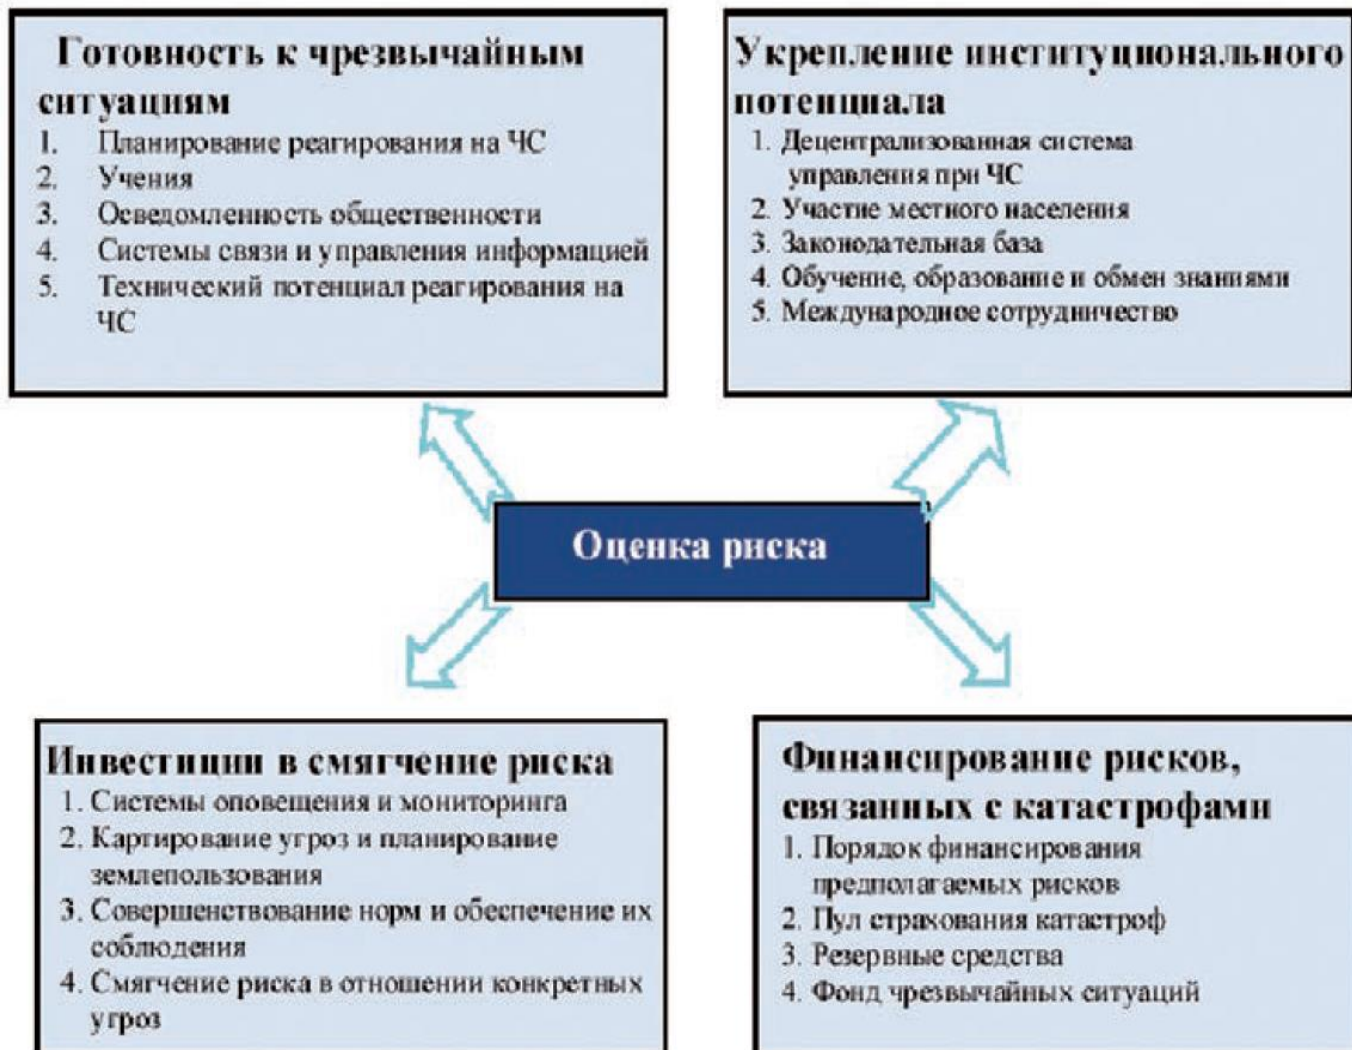 Готовность к чрезвычайным
ситуациям
1. Планирование реагирования на ЧС
2. Учения
3. Осведомленность общественности
4. Системы связи и управления информацией
5. Технический потенциал реагирования на
ЧС
Укрепление институционального
потенциала
1. Децентрализованная система
управления при ЧС
2. Участие местного населения
3. Законодательная база
4. Обучение, образование и обмен знаниями
5. Международное сотрудничество
Оценка риска
Инвестиции в смягчение риска
1. Системы оповещения и мониторинга
2. Картирование угроз и планирование
землепользования
3. Совершенствование норм и обеспечение их
соблюдения
4. Смягчение риска в отношении конкретных
угроз
Финансирование рисков,
связанных с катастрофами
1. Порядок финансирования
предполагаемых рисков
2. Пул страхования катастроф
3. Резервные средства
4. Фонд чрезвычайных ситуаций